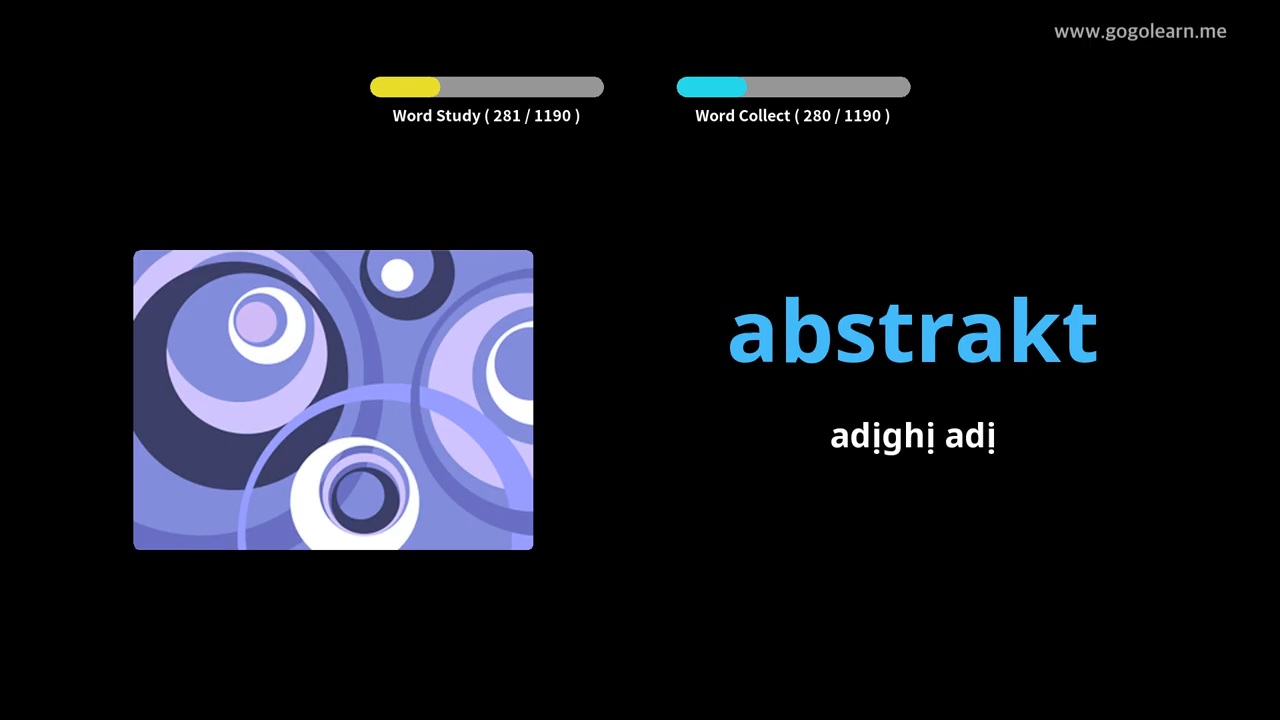 www.gogolearn.me
Word Study ( 281 / 1190 )
Word Collect ( 280 / 1190 )
abstrakt
adịghị adị